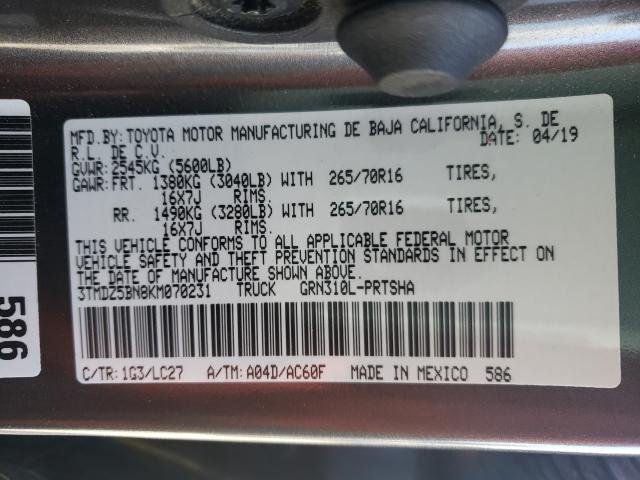 MFD.BY: TOYOTA MOTOR MANUFACTURING DE BAJA CALIFORNIA, S. DE
R.L. DE C.V. DATE: 04/19
GVWR: 2545KG (5600LB)
GAWR: FRT. 1380KG (3040LB) WITH 265/70R16 TIRES,
16X7J RIMS.
RR. 1490KG (3280LB) WITH 265/70R16 TIRES,
16X7J RIMS.
THIS VEHICLE CONFORMS TO ALL APPLICABLE FEDERAL MOTOR
VEHICLE SAFETY AND THEFT PREVENTION STANDARDS IN EFFECT ON
THE DATE OF MANUFACTURE SHOWN ABOVE.
3TMDZ5BN8KM070231 TRUCK GRN310L-PRTSHA
C/TR: 1G3/LC27 A/TM: A04D/AC60F MADE IN MEXICO 586
586